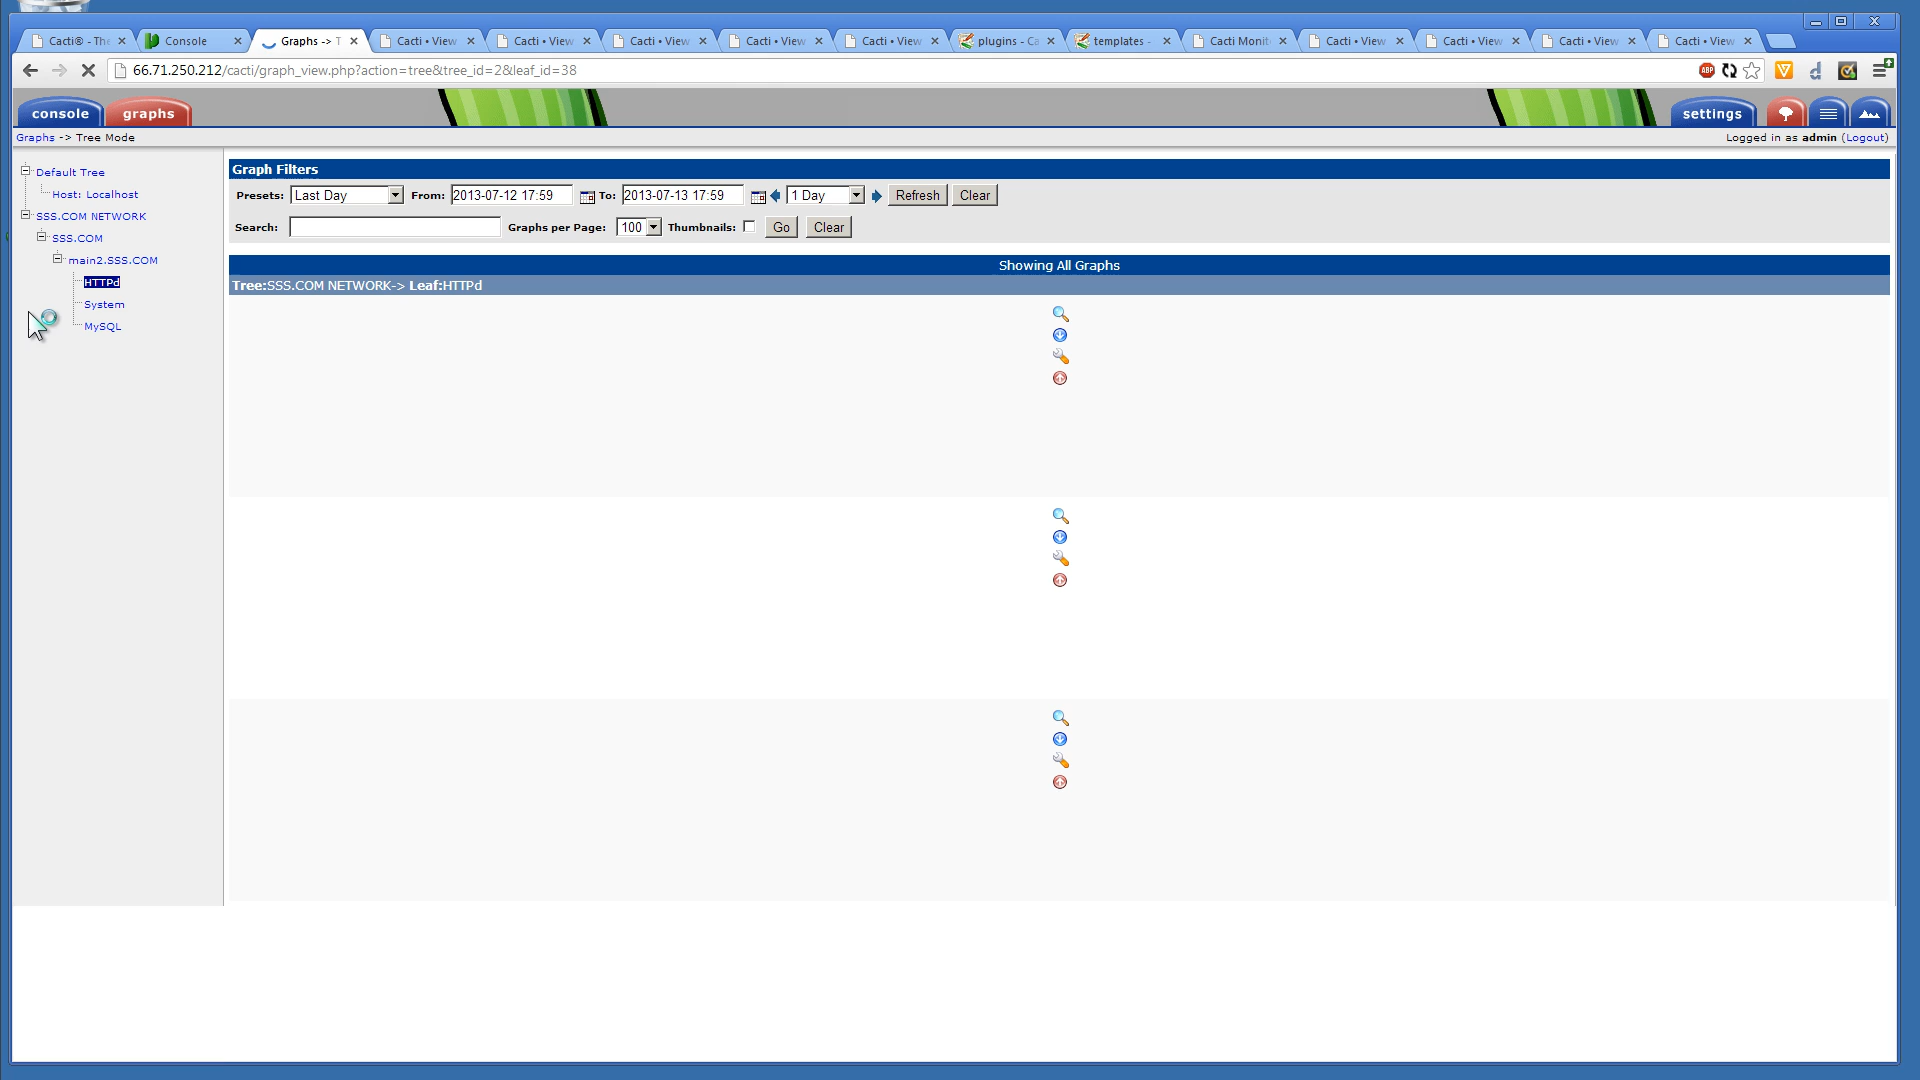 Cacti® - The
Console
Graphs -> T
Cacti • View
Cacti • View
Cacti • View
Cacti • View
Cacti • View
plugins - Ca
templates -
Cacti Monit
Cacti • View
Cacti • View
Cacti • View
Cacti • View
66.71.250.212/cacti/graph_view.php?action=tree&tree_id=2&leaf_id=38
ABP
console
graphs
settings
Graphs -> Tree Mode
Logged in as admin (Logout)
Default Tree
Host: Localhost
SSS.COM NETWORK
SSS.COM
main2.SSS.COM
HTTPd
System
MySQL
Graph Filters
Presets: Last Day From: 2013-07-12 17:59 To: 2013-07-13 17:59 1 Day Refresh Clear
Search: Graphs per Page: 100 Thumbnails: Go Clear
Showing All Graphs
Tree:SSS.COM NETWORK-> Leaf:HTTPd